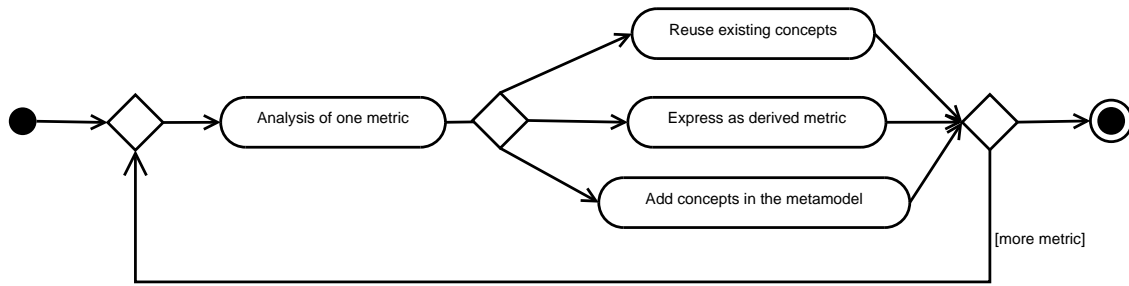 Reuse existing concepts
Analysis of one metric
Express as derived metric
Add concepts in the metamodel
[more metric]